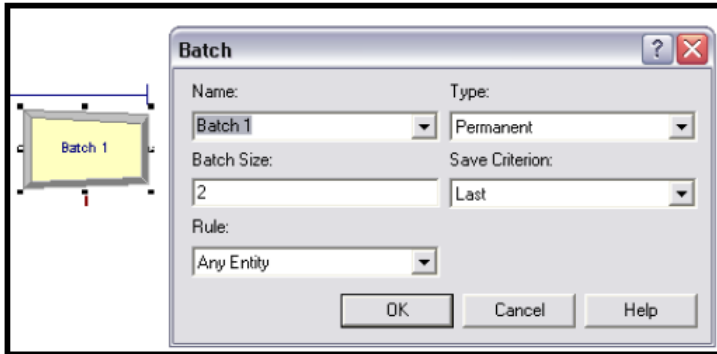 Batch
?
Name:
Type:
Batch 1
Batch 1
Permanent
Batch Size:
Save Criterion:
2
Last
Rule:
Any Entity
OK
Cancel
Help